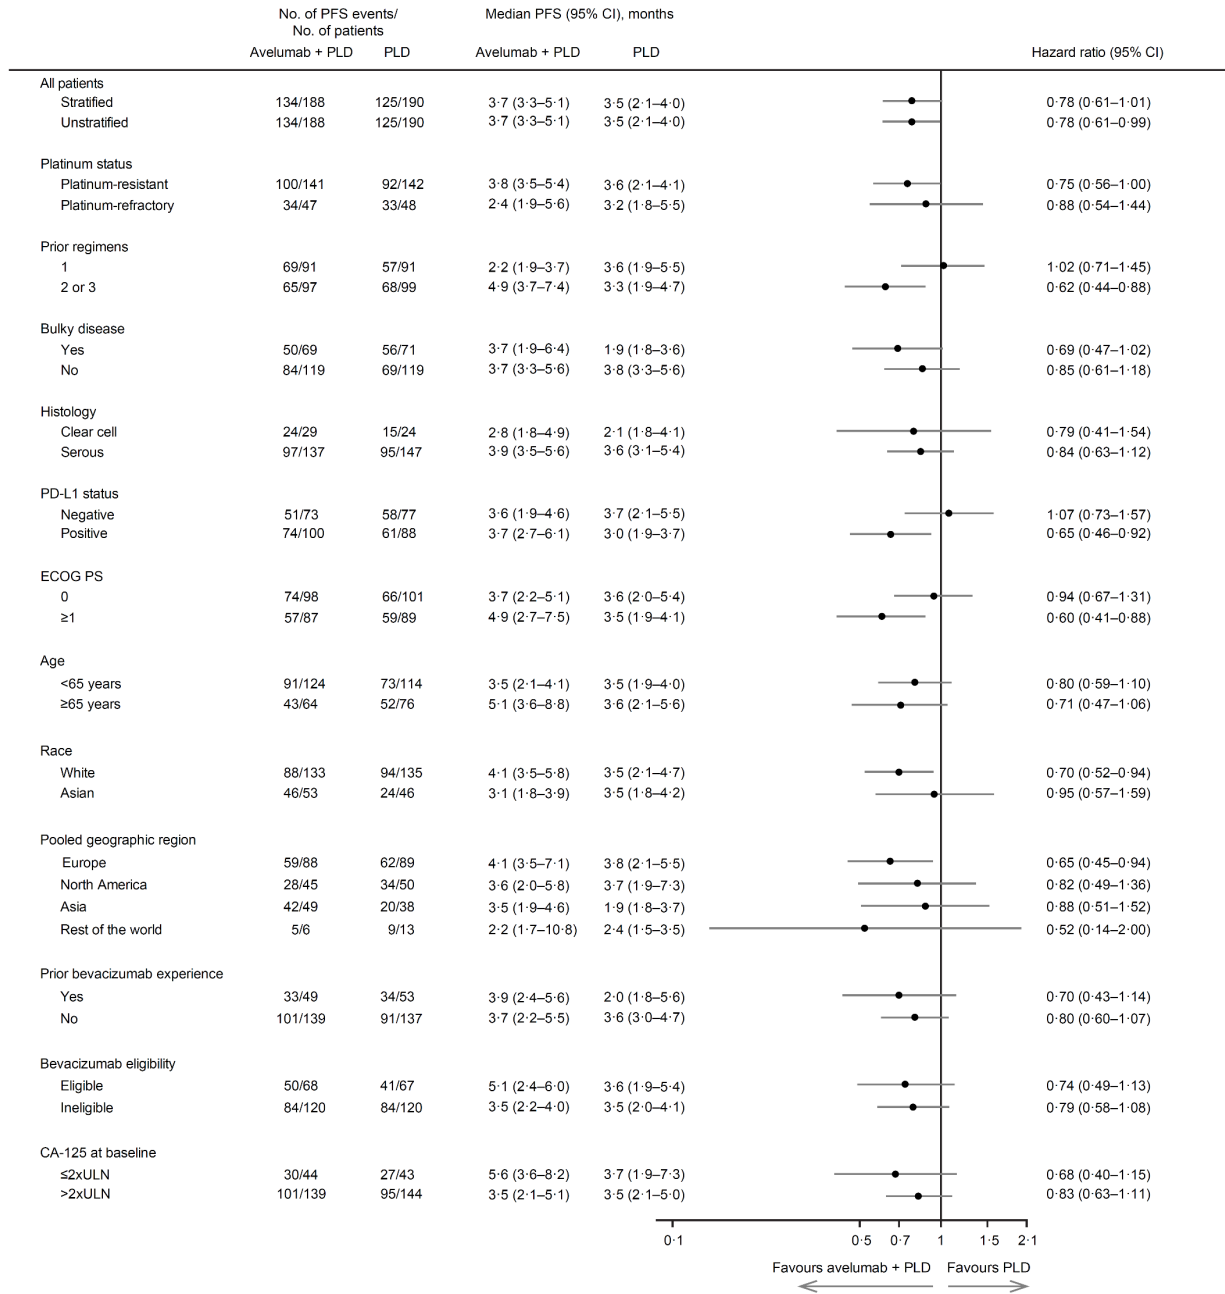 No. of PFS events/ Median PFS (95% CI), months
No. of patients
Avelumab + PLD PLD Avelumab + PLD PLD Hazard ratio (95% CI)
All patients
Stratified 134/188 125/190 3·7 (3·3–5·1) 3·5 (2·1–4·0) 0·78 (0·61–1·01)
Unstratified 134/188 125/190 3·7 (3·3–5·1) 3·5 (2·1–4·0) 0·78 (0·61–0·99)
Platinum status
Platinum-resistant 100/141 92/142 3·8 (3·5–5·4) 3·6 (2·1–4·1) 0·75 (0·56–1·00)
Platinum-refractory 34/47 33/48 2·4 (1·9–5·6) 3·2 (1·8–5·5) 0·88 (0·54–1·44)
Prior regimens
1 69/91 57/91 2·2 (1·9–3·7) 3·6 (1·9–5·5) 1·02 (0·71–1·45)
2 or 3 65/97 68/99 4·9 (3·7–7·4) 3·3 (1·9–4·7) 0·62 (0·44–0·88)
Bulky disease
Yes 50/69 56/71 3·7 (1·9–6·4) 1·9 (1·8–3·6) 0·69 (0·47–1·02)
No 84/119 69/119 3·7 (3·3–5·6) 3·8 (3·3–5·6) 0·85 (0·61–1·18)
Histology
Clear cell 24/29 15/24 2·8 (1·8–4·9) 2·1 (1·8–4·1) 0·79 (0·41–1·54)
Serous 97/137 95/147 3·9 (3·5–5·6) 3·6 (3·1–5·4) 0·84 (0·63–1·12)
PD-L1 status
Negative 51/73 58/77 3·6 (1·9–4·6) 3·7 (2·1–5·5) 1·07 (0·73–1·57)
Positive 74/100 61/88 3·7 (2·7–6·1) 3·0 (1·9–3·7) 0·65 (0·46–0·92)
ECOG PS
0 74/98 66/101 3·7 (2·2–5·1) 3·6 (2·0–5·4) 0·94 (0·67–1·31)
≥1 57/87 59/89 4·9 (2·7–7·5) 3·5 (1·9–4·1) 0·60 (0·41–0·88)
Age
<65 years 91/124 73/114 3·5 (2·1–4·1) 3·5 (1·9–4·0) 0·80 (0·59–1·10)
≥65 years 43/64 52/76 5·1 (3·6–8·8) 3·6 (2·1–5·6) 0·71 (0·47–1·06)
Race
White 88/133 94/135 4·1 (3·5–5·8) 3·5 (2·1–4·7) 0·70 (0·52–0·94)
Asian 46/53 24/46 3·1 (1·8–3·9) 3·5 (1·8–4·2) 0·95 (0·57–1·59)
Pooled geographic region
Europe 59/88 62/89 4·1 (3·5–7·1) 3·8 (2·1–5·5) 0·65 (0·45–0·94)
North America 28/45 34/50 3·6 (2·0–5·8) 3·7 (1·9–7·3) 0·82 (0·49–1·36)
Asia 42/49 20/38 3·5 (1·9–4·6) 1·9 (1·8–3·7) 0·88 (0·51–1·52)
Rest of the world 5/6 9/13 2·2 (1·7–10·8) 2·4 (1·5–3·5) 0·52 (0·14–2·00)
Prior bevacizumab experience
Yes 33/49 34/53 3·9 (2·4–5·6) 2·0 (1·8–5·6) 0·70 (0·43–1·14)
No 101/139 91/137 3·7 (2·2–5·5) 3·6 (3·0–4·7) 0·80 (0·60–1·07)
Bevacizumab eligibility
Eligible 50/68 41/67 5·1 (2·4–6·0) 3·6 (1·9–5·4) 0·74 (0·49–1·13)
Ineligible 84/120 84/120 3·5 (2·2–4·0) 3·5 (2·0–4·1) 0·79 (0·58–1·08)
CA-125 at baseline
≤2xULN 30/44 27/43 5·6 (3·6–8·2) 3·7 (1·9–7·3) 0·68 (0·40–1·15)
>2xULN 101/139 95/144 3·5 (2·1–5·1) 3·5 (2·1–5·0) 0·83 (0·63–1·11)
0·1 0·5 0·7 1 1·5 2·1
Favours avelumab + PLD Favours PLD